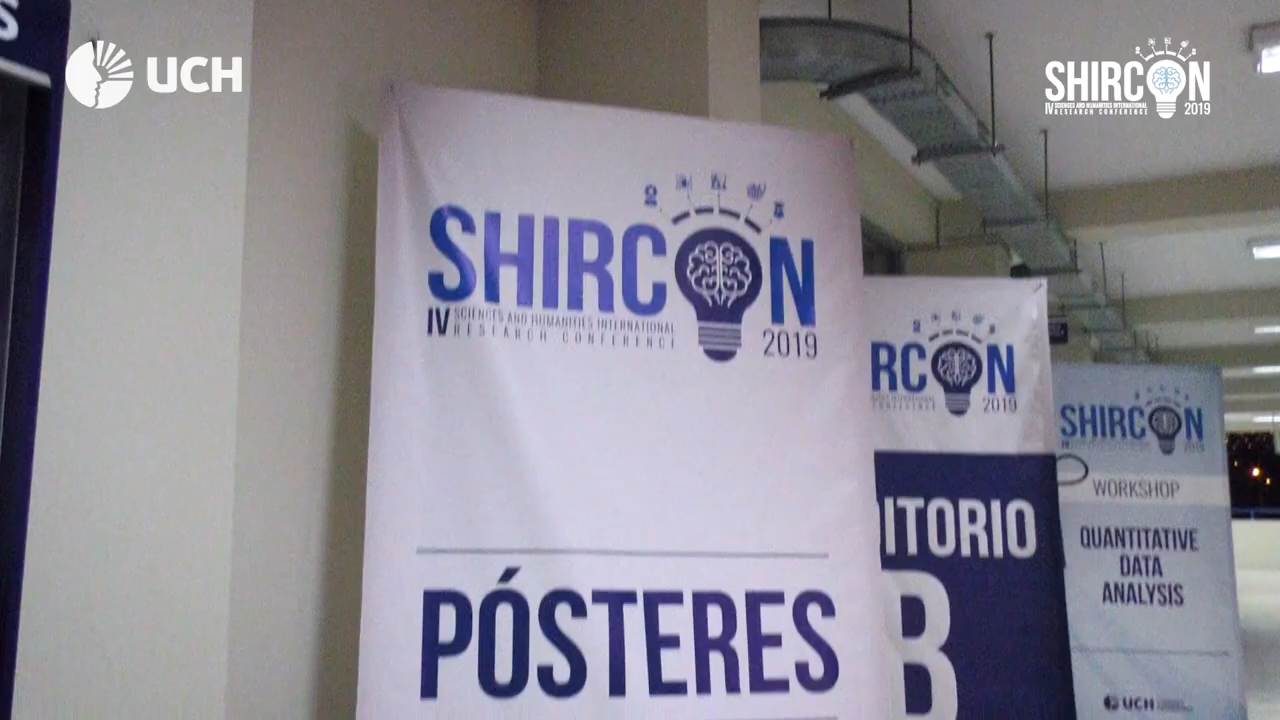 S
UCH
SHIRCON
IV SCIENCES AND HUMANITIES INTERNATIONAL
RESEARCH CONFERENCE 2019
SHIRCON
IV SCIENCES AND HUMANITIES INTERNATIONAL
RESEARCH CONFERENCE
2019
PÓSTERES
RCON
2019
ITORIO
B
SHIRCON
IV
2019
WORKSHOP
QUANTITATIVE
DATA
ANALYSIS
UCH